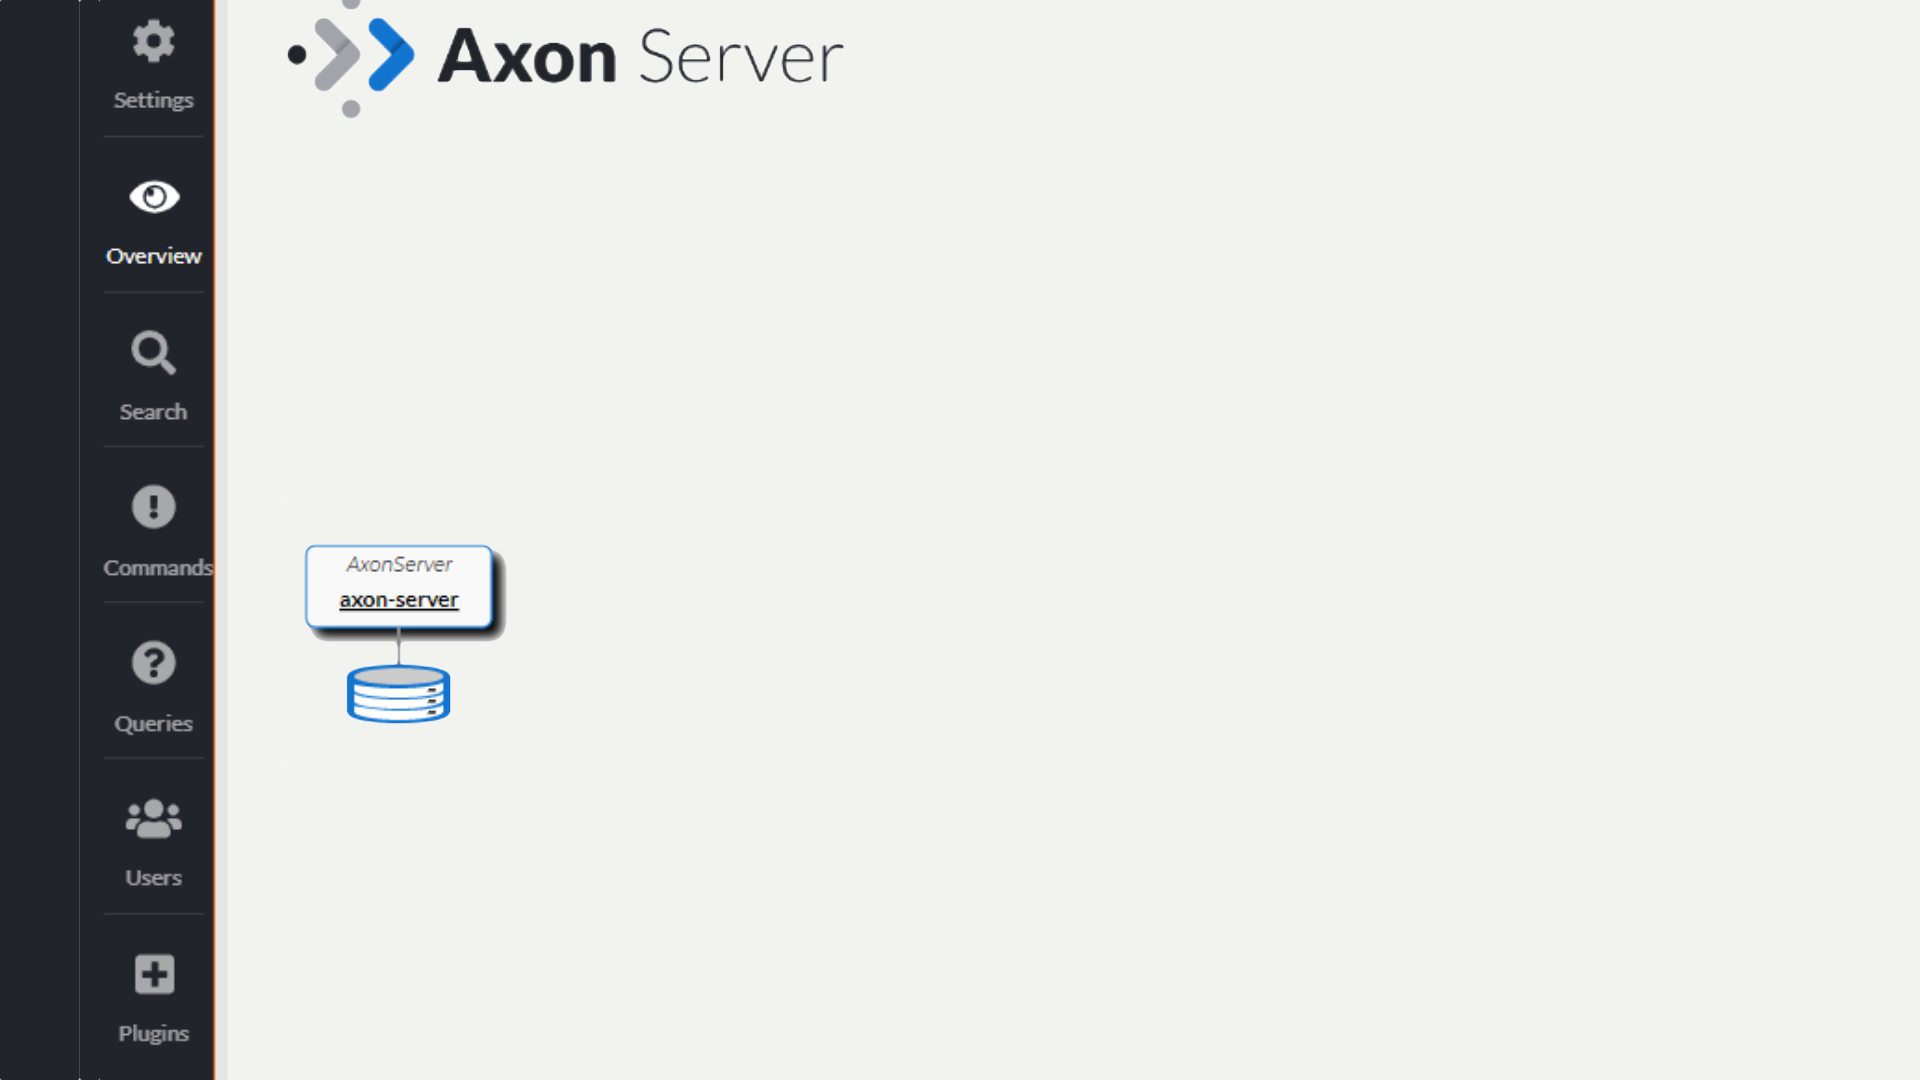 Axon Server
Settings
Overview
Search
Commands
Queries
Users
Plugins
AxonServer
axon-server